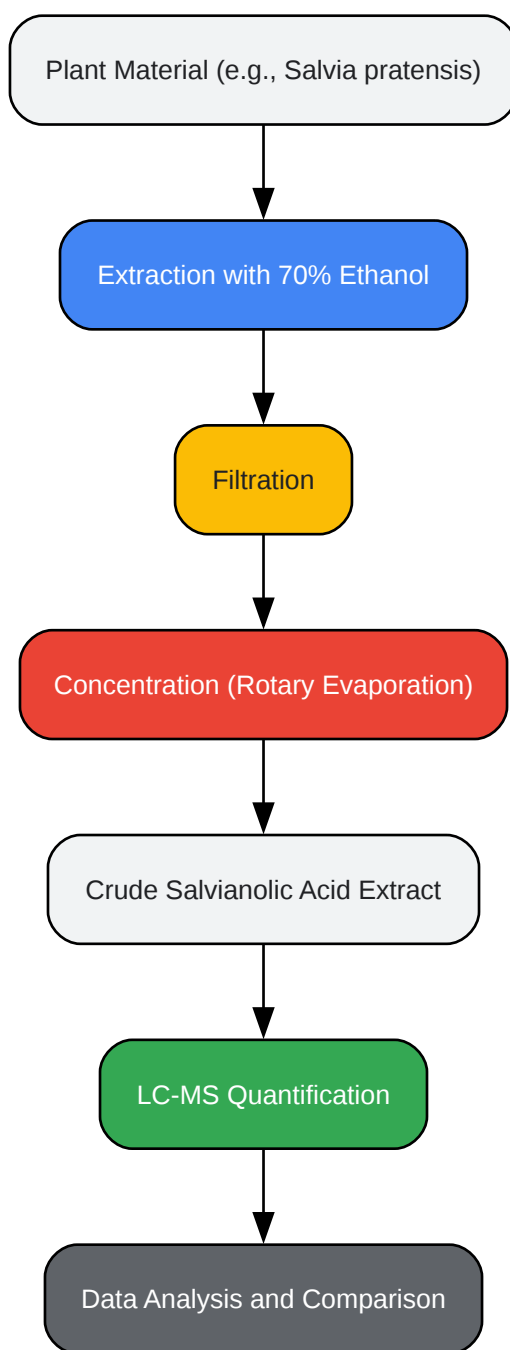 Plant Material (e.g., Salvia pratensis)
Extraction with 70% Ethanol
Filtration
Concentration (Rotary Evaporation)
Crude Salvianolic Acid Extract
LC-MS Quantification
Data Analysis and Comparison